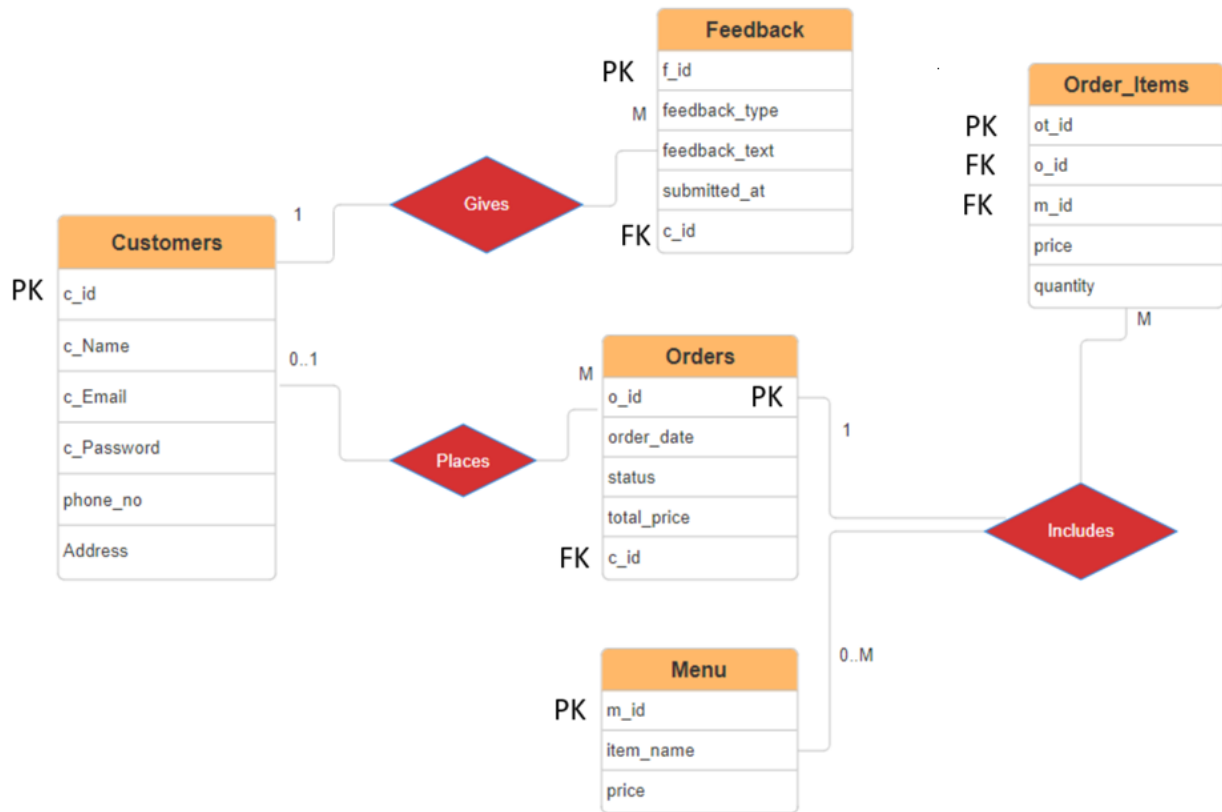 Feedback
PK f_id
M feedback_type
feedback_text
submitted_at
FK c_id
Order_Items
PK ot_id
FK o_id
FK m_id
price
quantity
M
Gives
1
Customers
PK c_id
c_Name
c_Email
c_Password
phone_no
Address
0..1
Places
M
Orders
o_id PK
order_date
status
total_price
FK c_id
1
Includes
0..M
Menu
PK m_id
item_name
price